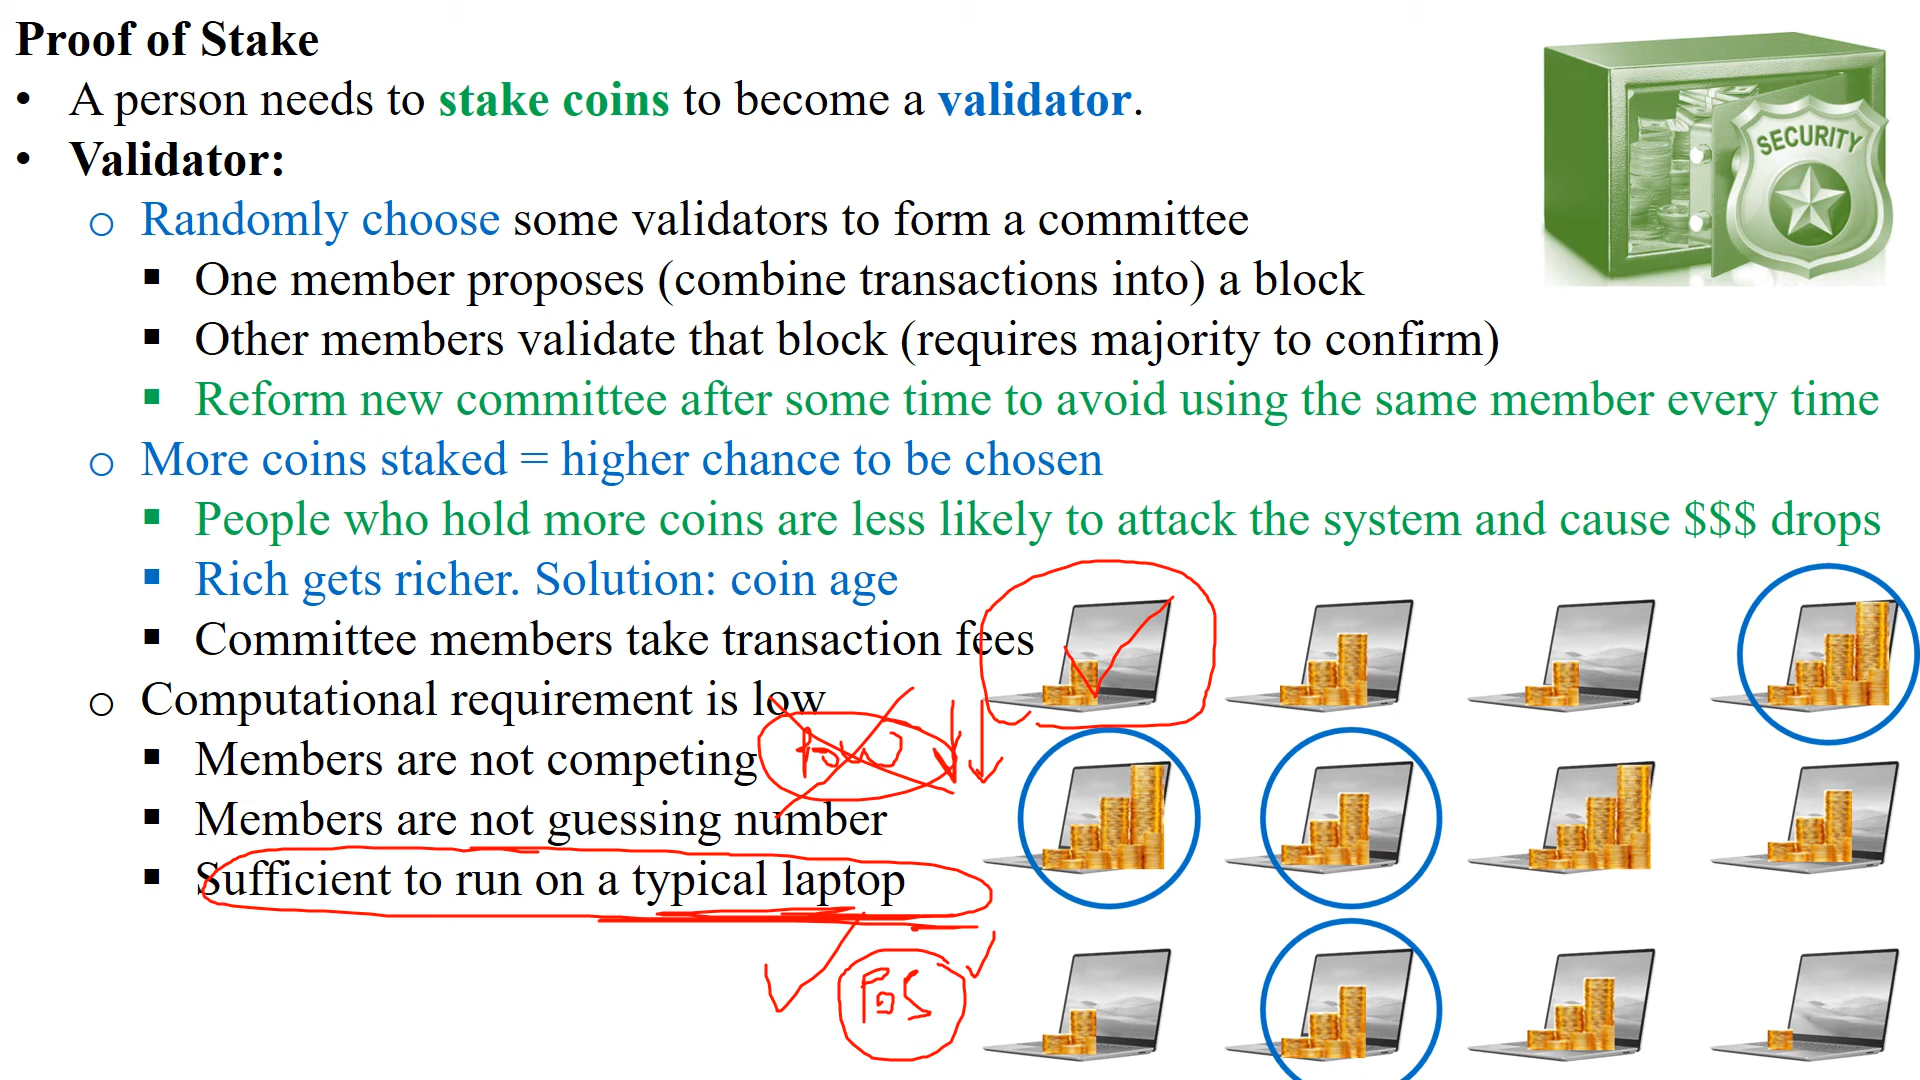 Proof of Stake
• A person needs to stake coins to become a validator.
SECURITY
• Validator:
o Randomly choose some validators to form a committee
▪ One member proposes (combine transactions into) a block
▪ Other members validate that block (requires majority to confirm)
▪ Reform new committee after some time to avoid using the same member every time
o More coins staked = higher chance to be chosen
▪ People who hold more coins are less likely to attack the system and cause $$$ drops
▪ Rich gets richer. Solution: coin age
▪ Committee members take transaction fees
o Computational requirement is low
▪ Members are not competing
PoW
▪ Members are not guessing number
▪ Sufficient to run on a typical laptop
PoS